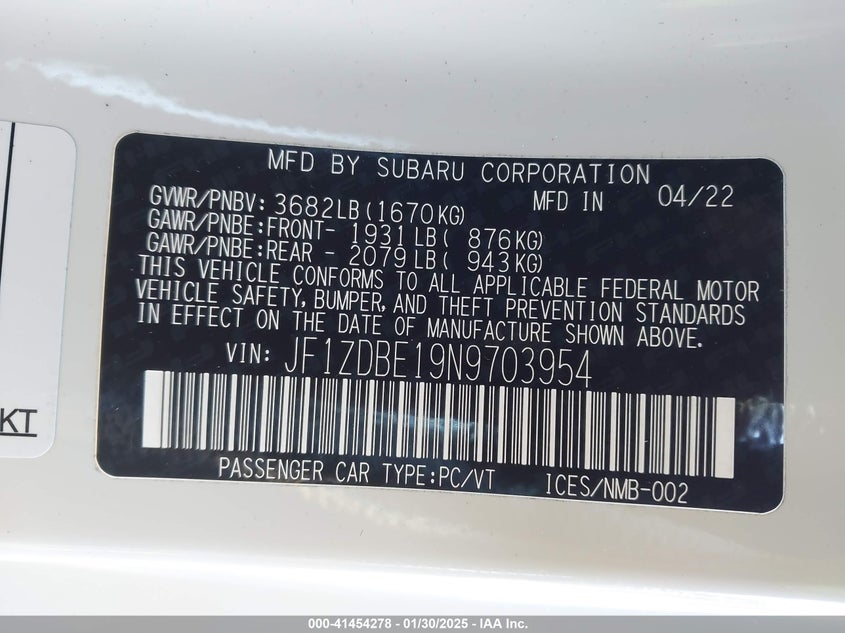 MFD BY SUBARU CORPORATION
GVWR/PNBV: 3682LB(1670KG) MFD IN 04/22
GAWR/PNBE:FRONT- 1931LB( 876KG)
GAWR/PNBE:REAR - 2079LB( 943KG)
THIS VEHICLE CONFORMS TO ALL APPLICABLE FEDERAL MOTOR
VEHICLE SAFETY, BUMPER, AND THEFT PREVENTION STANDARDS
IN EFFECT ON THE DATE OF MANUFACTURE SHOWN ABOVE.
VIN: JF1ZDBE19N9703954
KT
PASSENGER CAR TYPE:PC/VT ICES/NMB-002
000-41454278 - 01/30/2025 - IAA Inc.